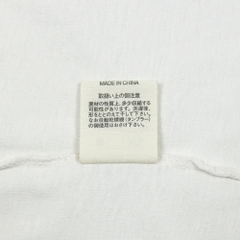 MADE IN CHINA
取扱い上の御注意
素材の性質上、多少収縮する
可能性があります。洗濯後、
形をととのえて干して下さい。
なお自動乾燥機（タンブラー）
の御使用はおさけ下さい。